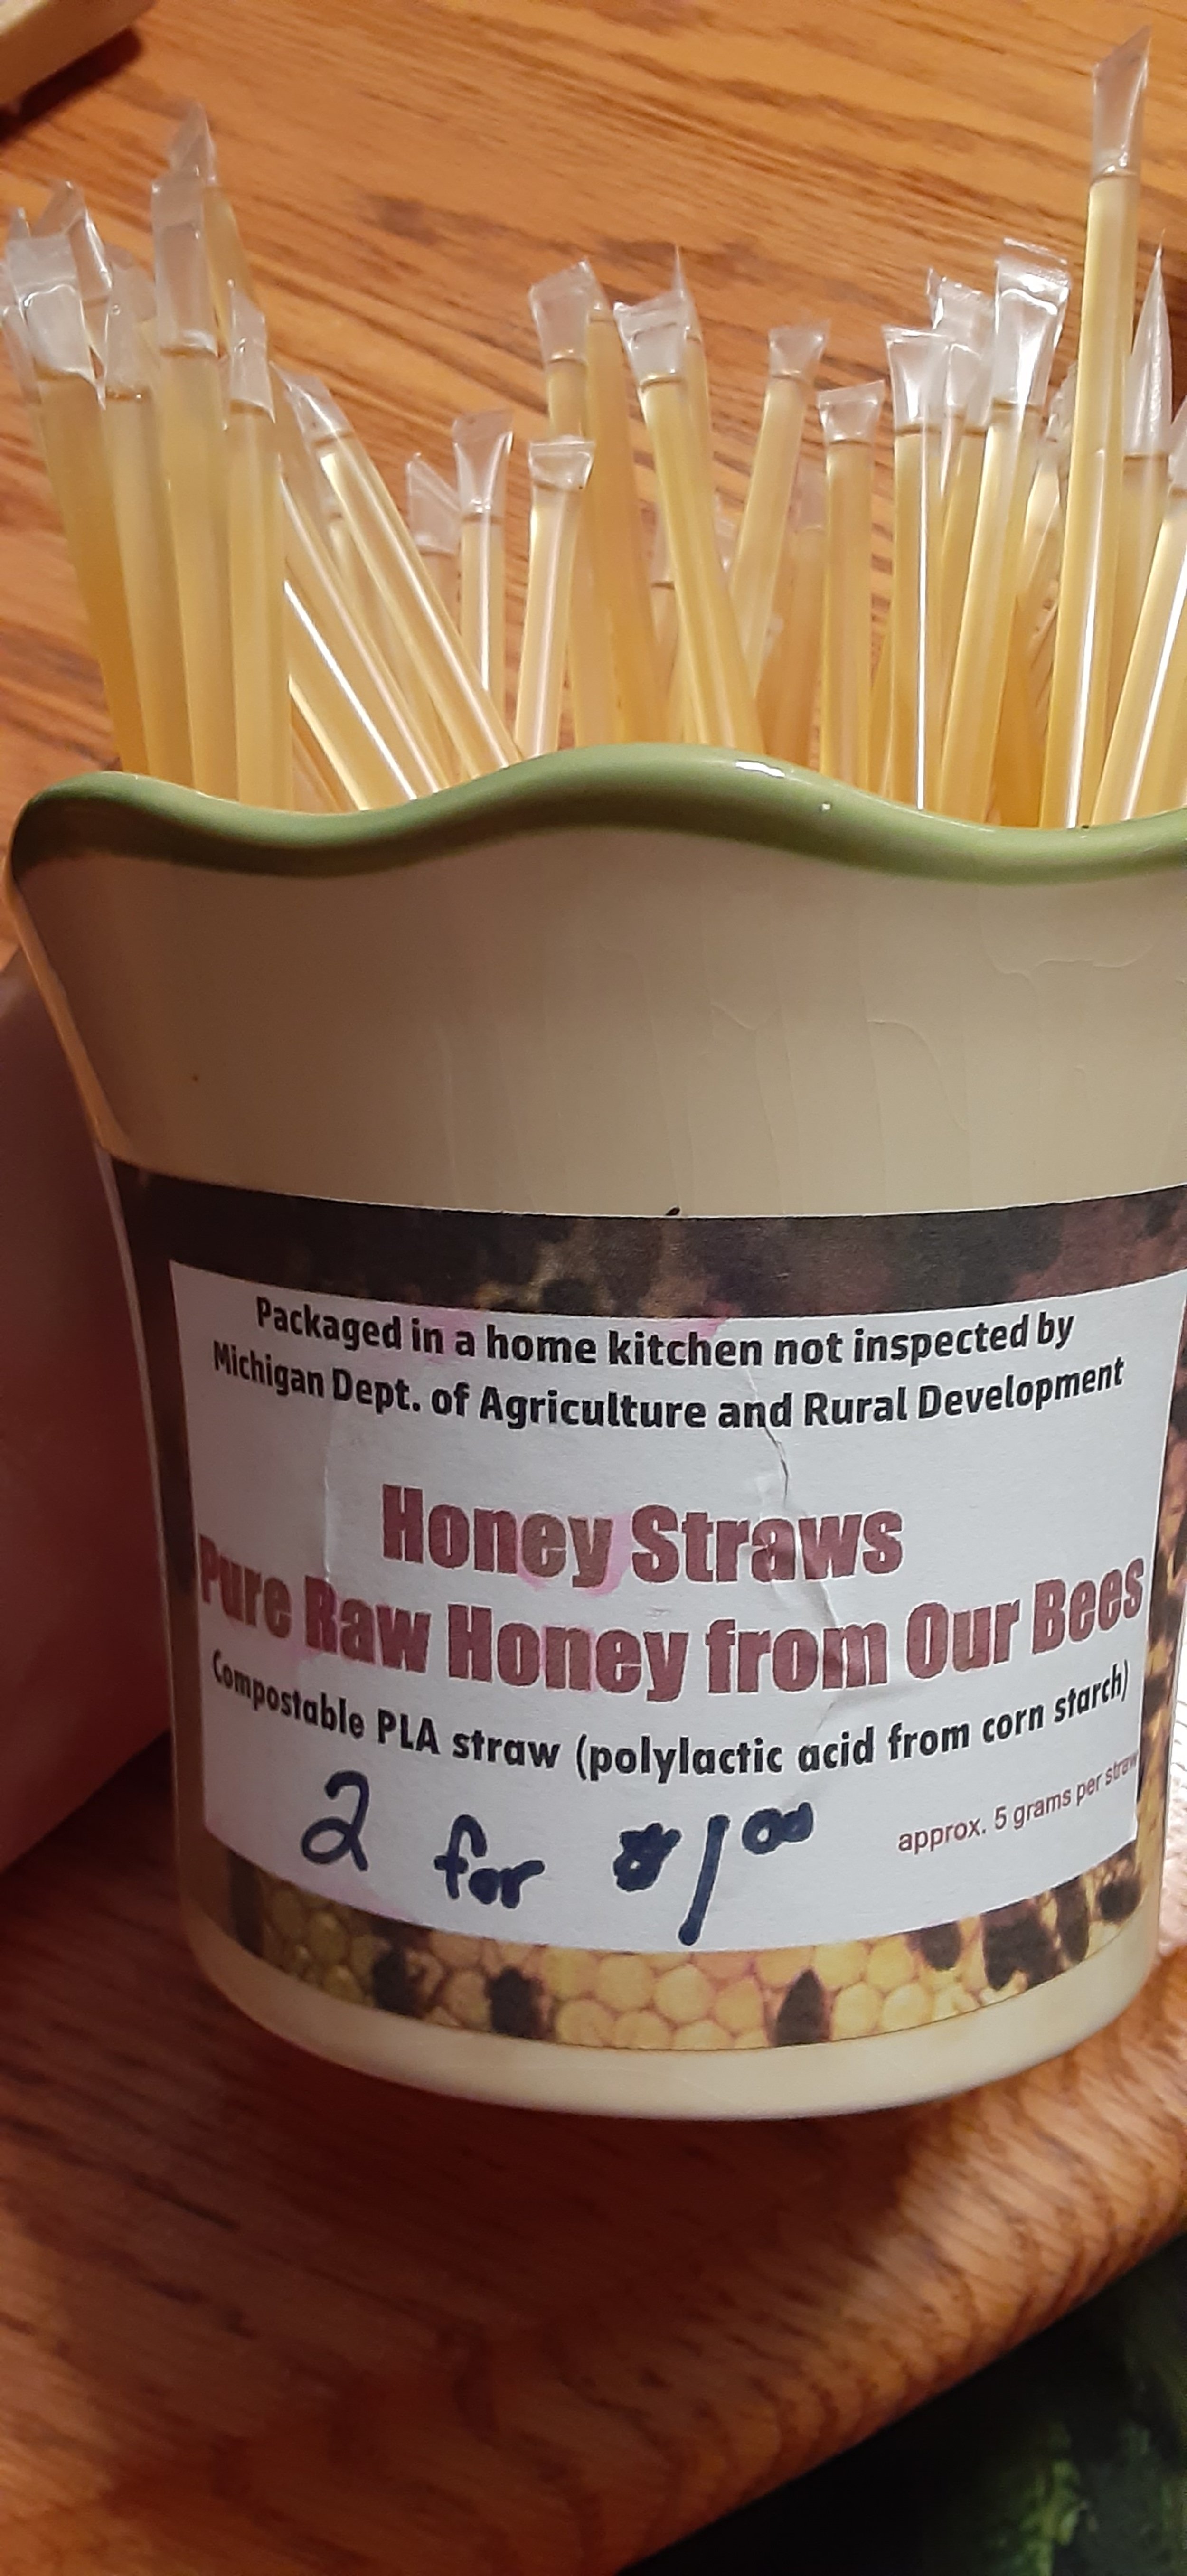 Packaged in a home kitchen not inspected by
Michigan Dept. of Agriculture and Rural Development
Honey Straws
Pure Raw Honey from Our Bees
Compostable PLA straw (polylactic acid from corn starch)
approx. 5 grams per straw
2 for $1.00